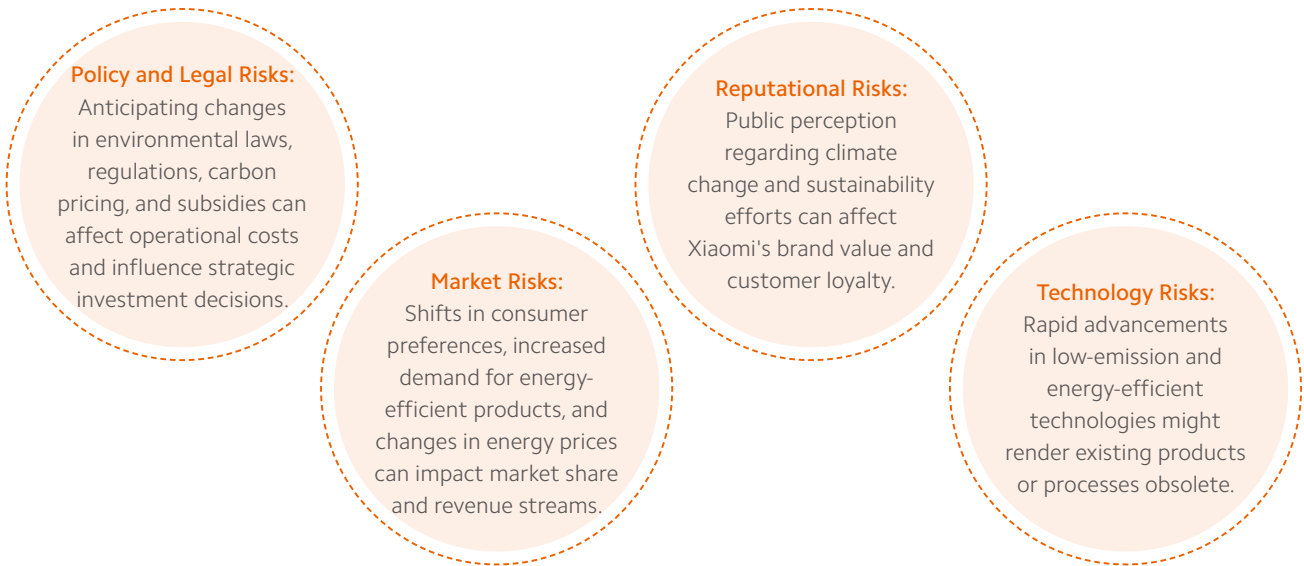 Policy and Legal Risks:
Anticipating changes
in environmental laws,
regulations, carbon
pricing, and subsidies can
affect operational costs
and influence strategic
investment decisions.
Market Risks:
Shifts in consumer
preferences, increased
demand for energy-
efficient products, and
changes in energy prices
can impact market share
and revenue streams.
Reputational Risks:
Public perception
regarding climate
change and sustainability
efforts can affect
Xiaomi's brand value and
customer loyalty.
Technology Risks:
Rapid advancements
in low-emission and
energy-efficient
technologies might
render existing products
or processes obsolete.